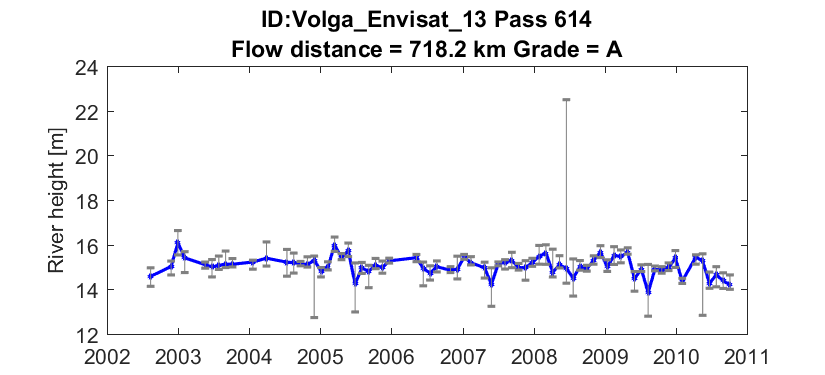 ID:Volga_Envisat_13 Pass 614
Flow distance = 718.2 km Grade = A
River height [m]
24
22
20
18
16
14
12
2002 2003 2004 2005 2006 2007 2008 2009 2010 2011